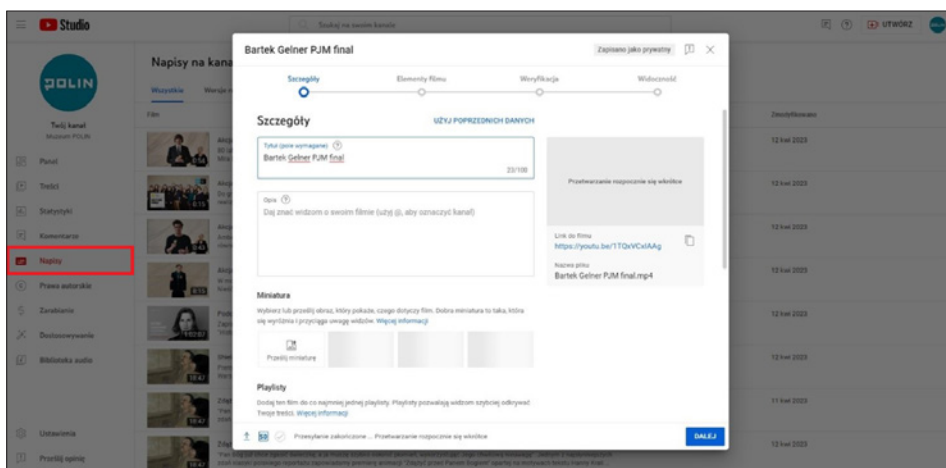 Studio
Szukaj na swoim kanale
UTWÓRZ
POLIN
Twój kanał
Muzeum POLIN
Panel
Treści
Statystyki
Komentarze
Napisy
Prawa autorskie
Zarabianie
Dostosowywanie
Biblioteka audio
Ustawienia
Prześlij opinię
Napisy na kana
Wszystkie
Film
Zmodyfikowano
12 kwi 2023
12 kwi 2023
12 kwi 2023
12 kwi 2023
12 kwi 2023
12 kwi 2023
11 kwi 2023
12 kwi 2023
Bartek Gelner PJM final
Zapisano jako prywatny
Szczegóły
Elementy filmu
Weryfikacja
Widoczność
Szczegóły
UŻYJ POPRZEDNICH DANYCH
Tytuł (pole wymagane)
Bartek Gelner PJM final
23/100
Opis
Daj znać widzom o swoim filmie (użyj @, aby oznaczyć kanał)
Przetwarzanie rozpocznie się wkrótce
Link do filmu
https://youtu.be/1TQxVCxIAAg
Nazwa pliku
Bartek Gelner PJM final.mp4
Miniatura
Wybierz lub prześlij obraz, który pokaże, czego dotyczy film. Dobra miniatura to taka, która
się wyróżnia i przyciąga uwagę widzów. Więcej informacji
Prześlij miniaturę
Playlisty
Dodaj ten film do co najmniej jednej playlisty. Playlisty pozwalają widzom szybciej odkrywać
Twoje treści. Więcej informacji
SD
Przesyłanie zakończone ... Przetwarzanie rozpocznie się wkrótce
DALEJ